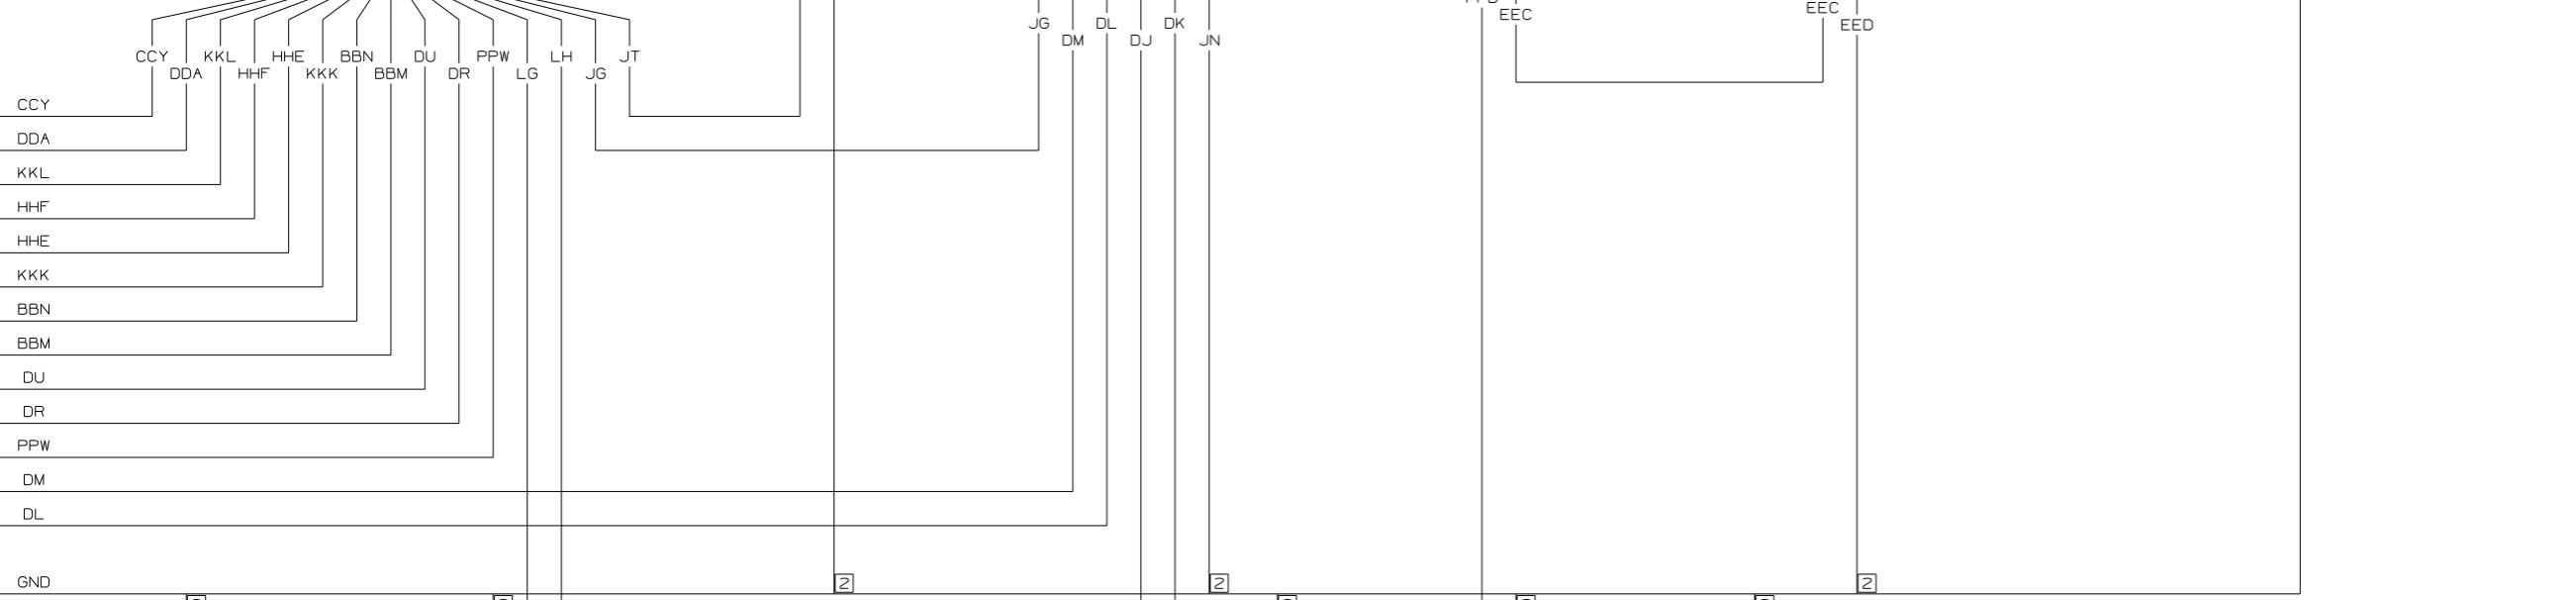 JG DL DK EEC EEC
DM DJ JN EED
CCY KKL HHE BBN DU PPW LH JT
DDA HHF KKK BBM DR LG JG
CCY
DDA
KKL
HHF
HHE
KKK
BBN
BBM
DU
DR
PPW
DM
DL
GND 2 2 2